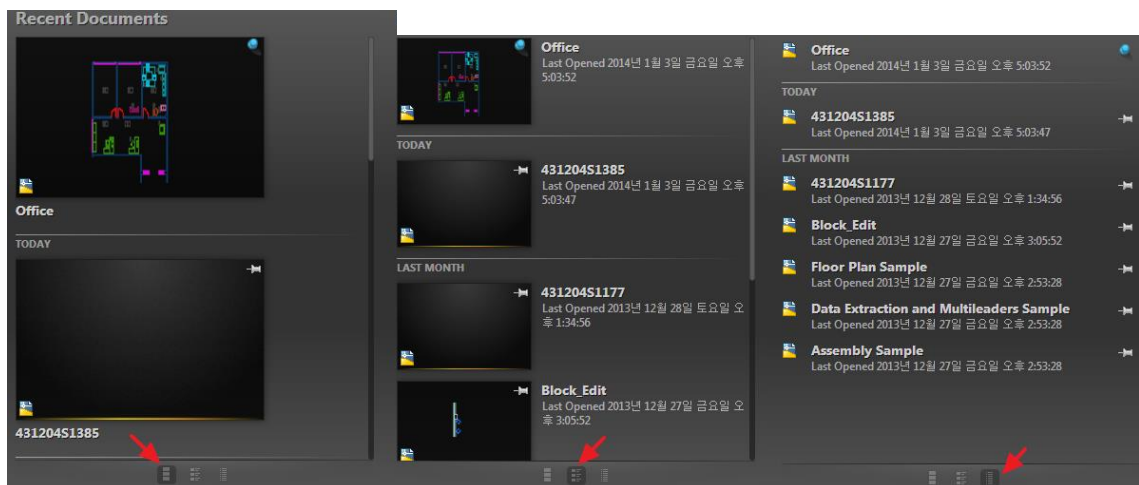 Recent Documents
Office
TODAY
431204S1385
Office
Last Opened 2014년 1월 3일 금요일 오후
5:03:52
TODAY
431204S1385
Last Opened 2014년 1월 3일 금요일 오후
5:03:47
LAST MONTH
431204S1177
Last Opened 2013년 12월 28일 토요일 오
후 1:34:56
Block_Edit
Last Opened 2013년 12월 27일 금요일 오
후 3:05:52
Office
Last Opened 2014년 1월 3일 금요일 오후 5:03:52
TODAY
431204S1385
Last Opened 2014년 1월 3일 금요일 오후 5:03:47
LAST MONTH
431204S1177
Last Opened 2013년 12월 28일 토요일 오후 1:34:56
Block_Edit
Last Opened 2013년 12월 27일 금요일 오후 3:05:52
Floor Plan Sample
Last Opened 2013년 12월 27일 금요일 오후 2:53:28
Data Extraction and Multileaders Sample
Last Opened 2013년 12월 27일 금요일 오후 2:53:28
Assembly Sample
Last Opened 2013년 12월 27일 금요일 오후 2:53:28